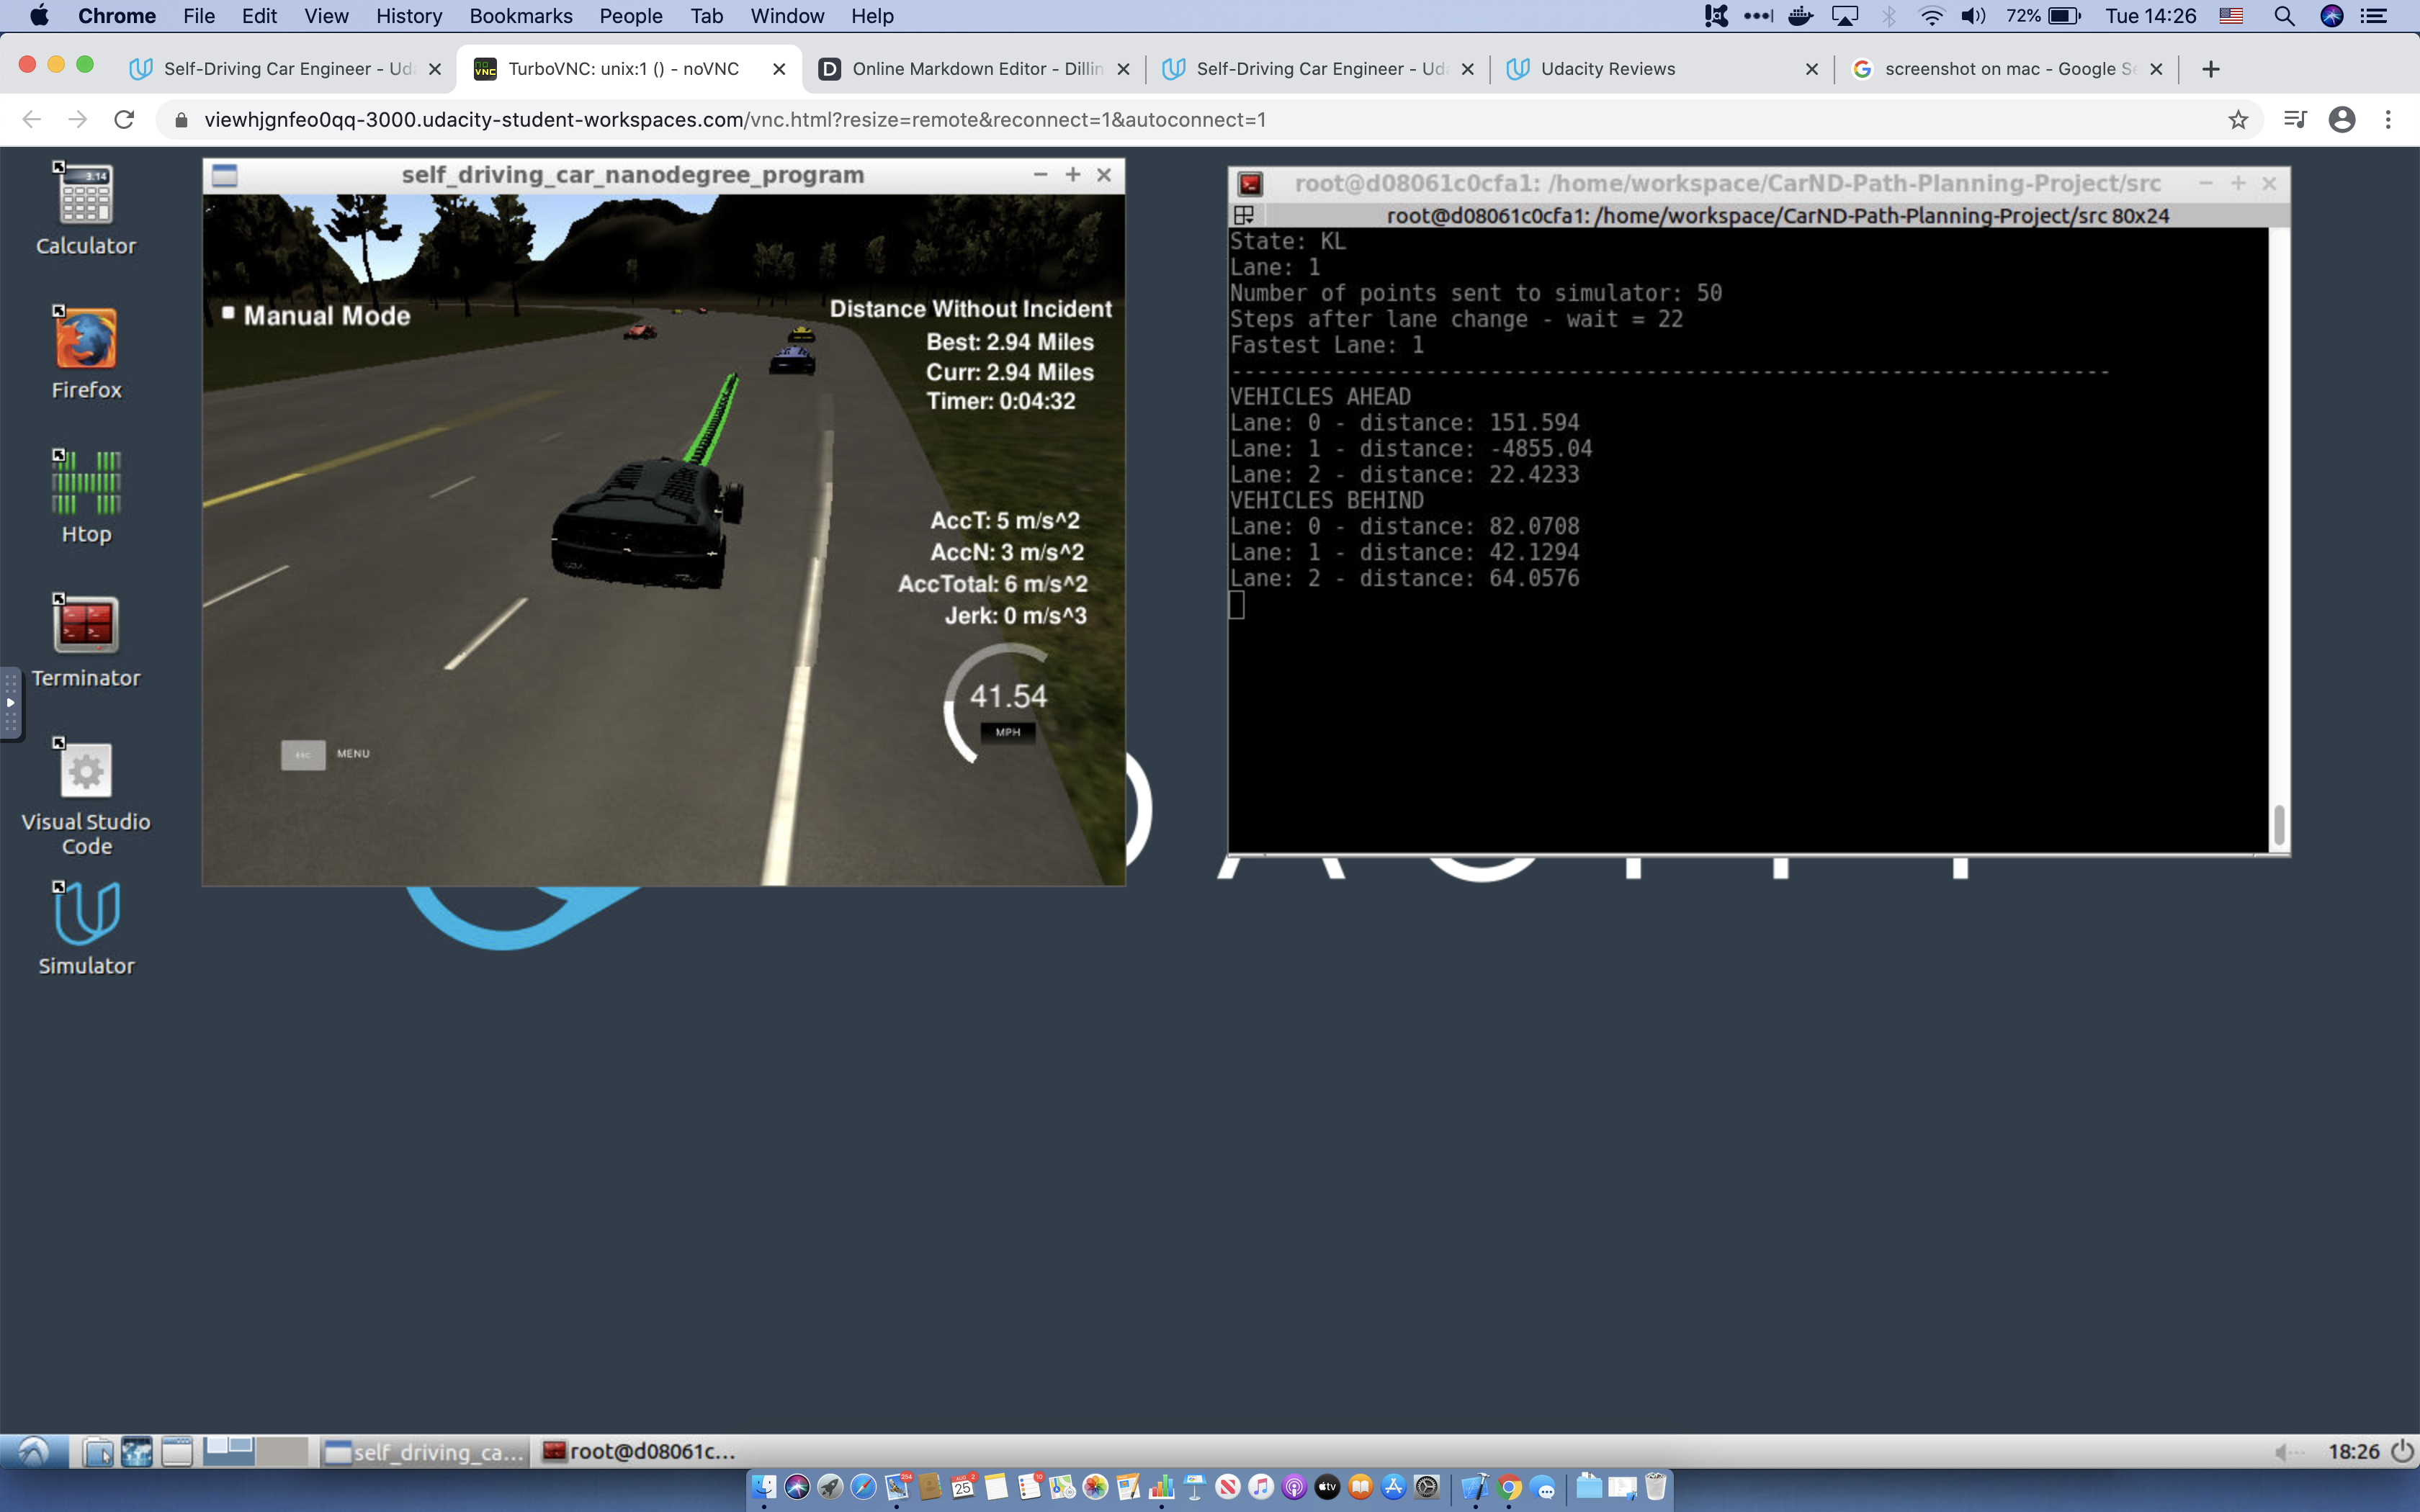 Chrome File Edit View History Bookmarks People Tab Window Help 72% Tue 14:26
Self-Driving Car Engineer - Ud
TurboVNC: unix:1 () - noVNC
Online Markdown Editor - Dillin
Self-Driving Car Engineer - Ud
Udacity Reviews
screenshot on mac - Google S
viewhjgnfeo0qq-3000.udacity-student-workspaces.com/vnc.html?resize=remote&reconnect=1&autoconnect=1
Calculator
Firefox
Htop
Terminator
Visual Studio
Code
Simulator
self_driving_car_nanodegree_program
Manual Mode
Distance Without Incident
Best: 2.94 Miles
Curr: 2.94 Miles
Timer: 0:04:32
AccT: 5 m/s^2
AccN: 3 m/s^2
AccTotal: 6 m/s^2
Jerk: 0 m/s^3
41.54
MPH
ESC MENU
root@d08061c0cfa1: /home/workspace/CarND-Path-Planning-Project/src
root@d08061c0cfa1: /home/workspace/CarND-Path-Planning-Project/src 80x24
State: KL
Lane: 1
Number of points sent to simulator: 50
Steps after lane change - wait = 22
Fastest Lane: 1
--------------------------------------------------------------------
VEHICLES AHEAD
Lane: 0 - distance: 151.594
Lane: 1 - distance: -4855.04
Lane: 2 - distance: 22.4233
VEHICLES BEHIND
Lane: 0 - distance: 82.0708
Lane: 1 - distance: 42.1294
Lane: 2 - distance: 64.0576
self_driving_ca...
root@d08061c...
18:26